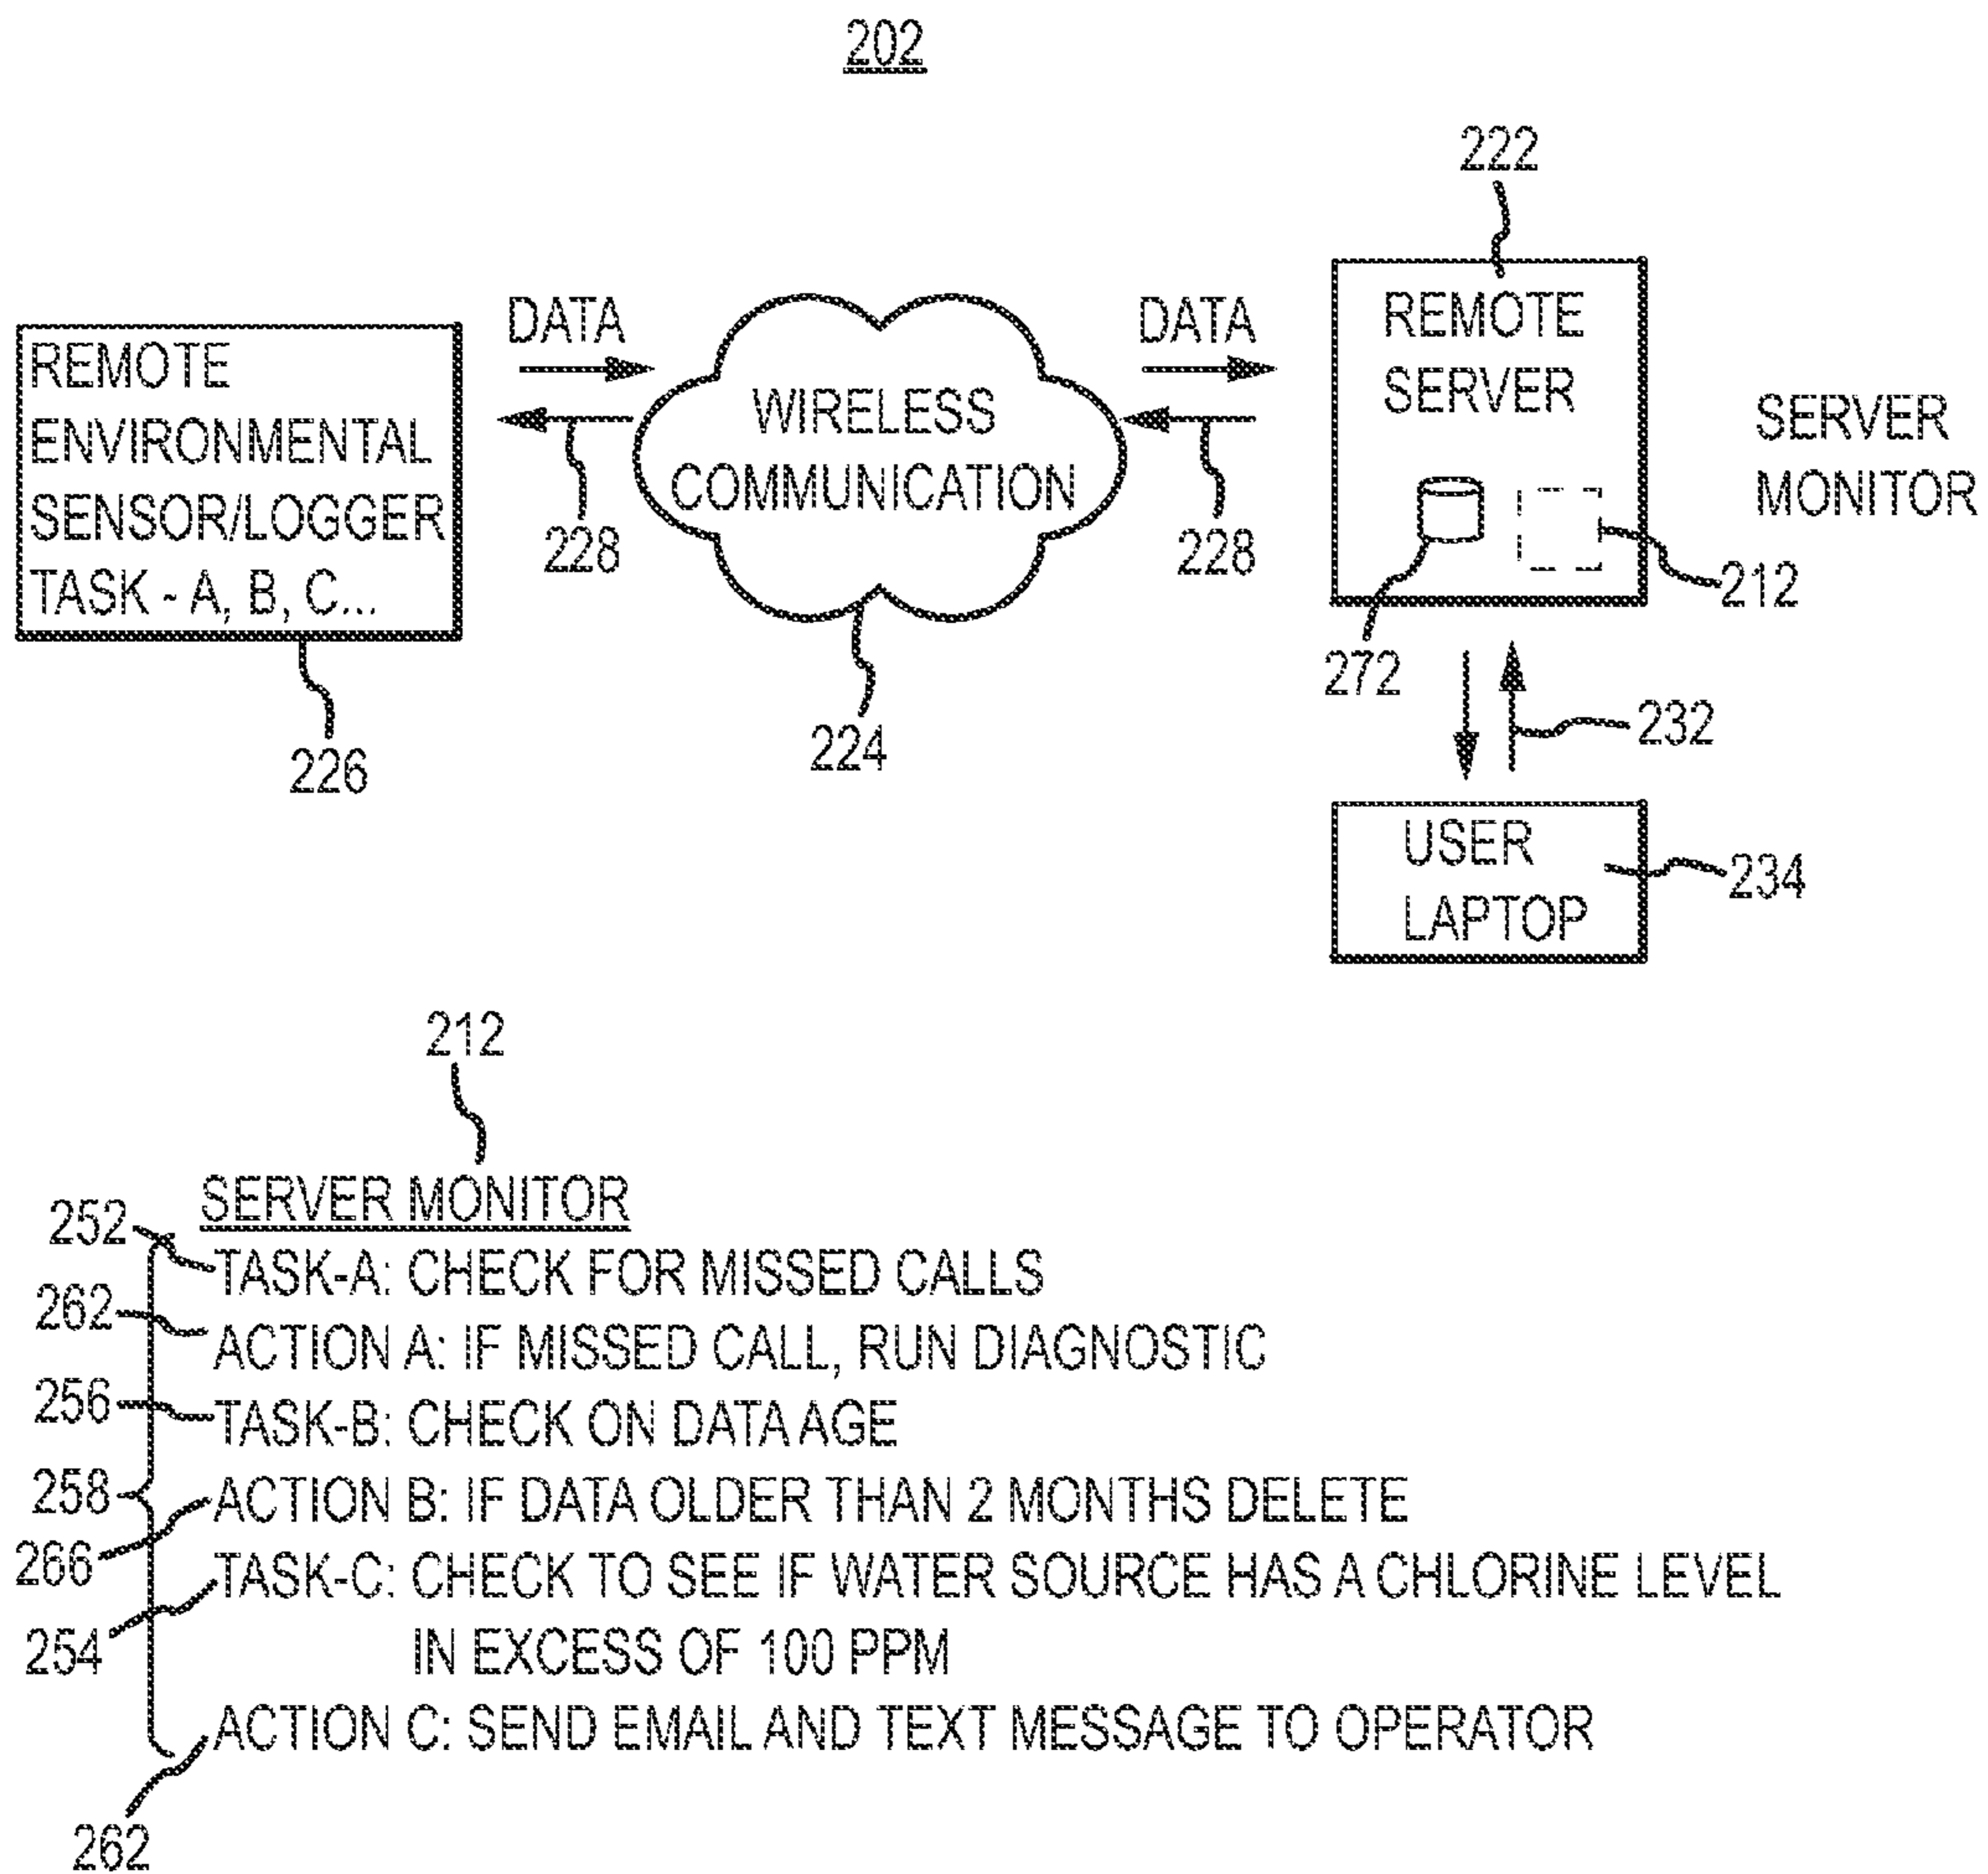 202
222
DATA
DATA
REMOTE
SERVER
REMOTE
ENVIRONMENTAL
SENSOR/LOGGER
TASK - A, B, C...
WIRELESS
COMMUNICATION
SERVER
MONITOR
228
228
212
272
232
226
224
USER
LAPTOP
234
212
SERVER MONITOR
252
TASK-A: CHECK FOR MISSED CALLS
262
ACTION A: IF MISSED CALL, RUN DIAGNOSTIC
256
TASK-B: CHECK ON DATA AGE
258
ACTION B: IF DATA OLDER THAN 2 MONTHS DELETE
266
TASK-C: CHECK TO SEE IF WATER SOURCE HAS A CHLORINE LEVEL
254
IN EXCESS OF 100 PPM
ACTION C: SEND EMAIL AND TEXT MESSAGE TO OPERATOR
262